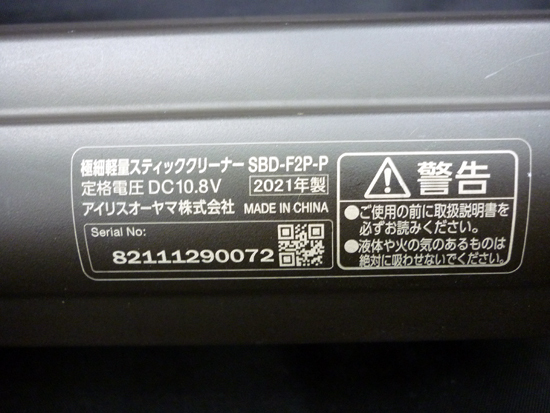 極細軽量スティッククリーナー SBD-F2P-P
定格電圧 DC10.8V 2021年製
アイリスオーヤマ株式会社 MADE IN CHINA
Serial No:
82111290072
警告
●ご使用の前に取扱説明書を
必ずお読みください。
●液体や火の気のあるものは
絶対に吸わせないでください。